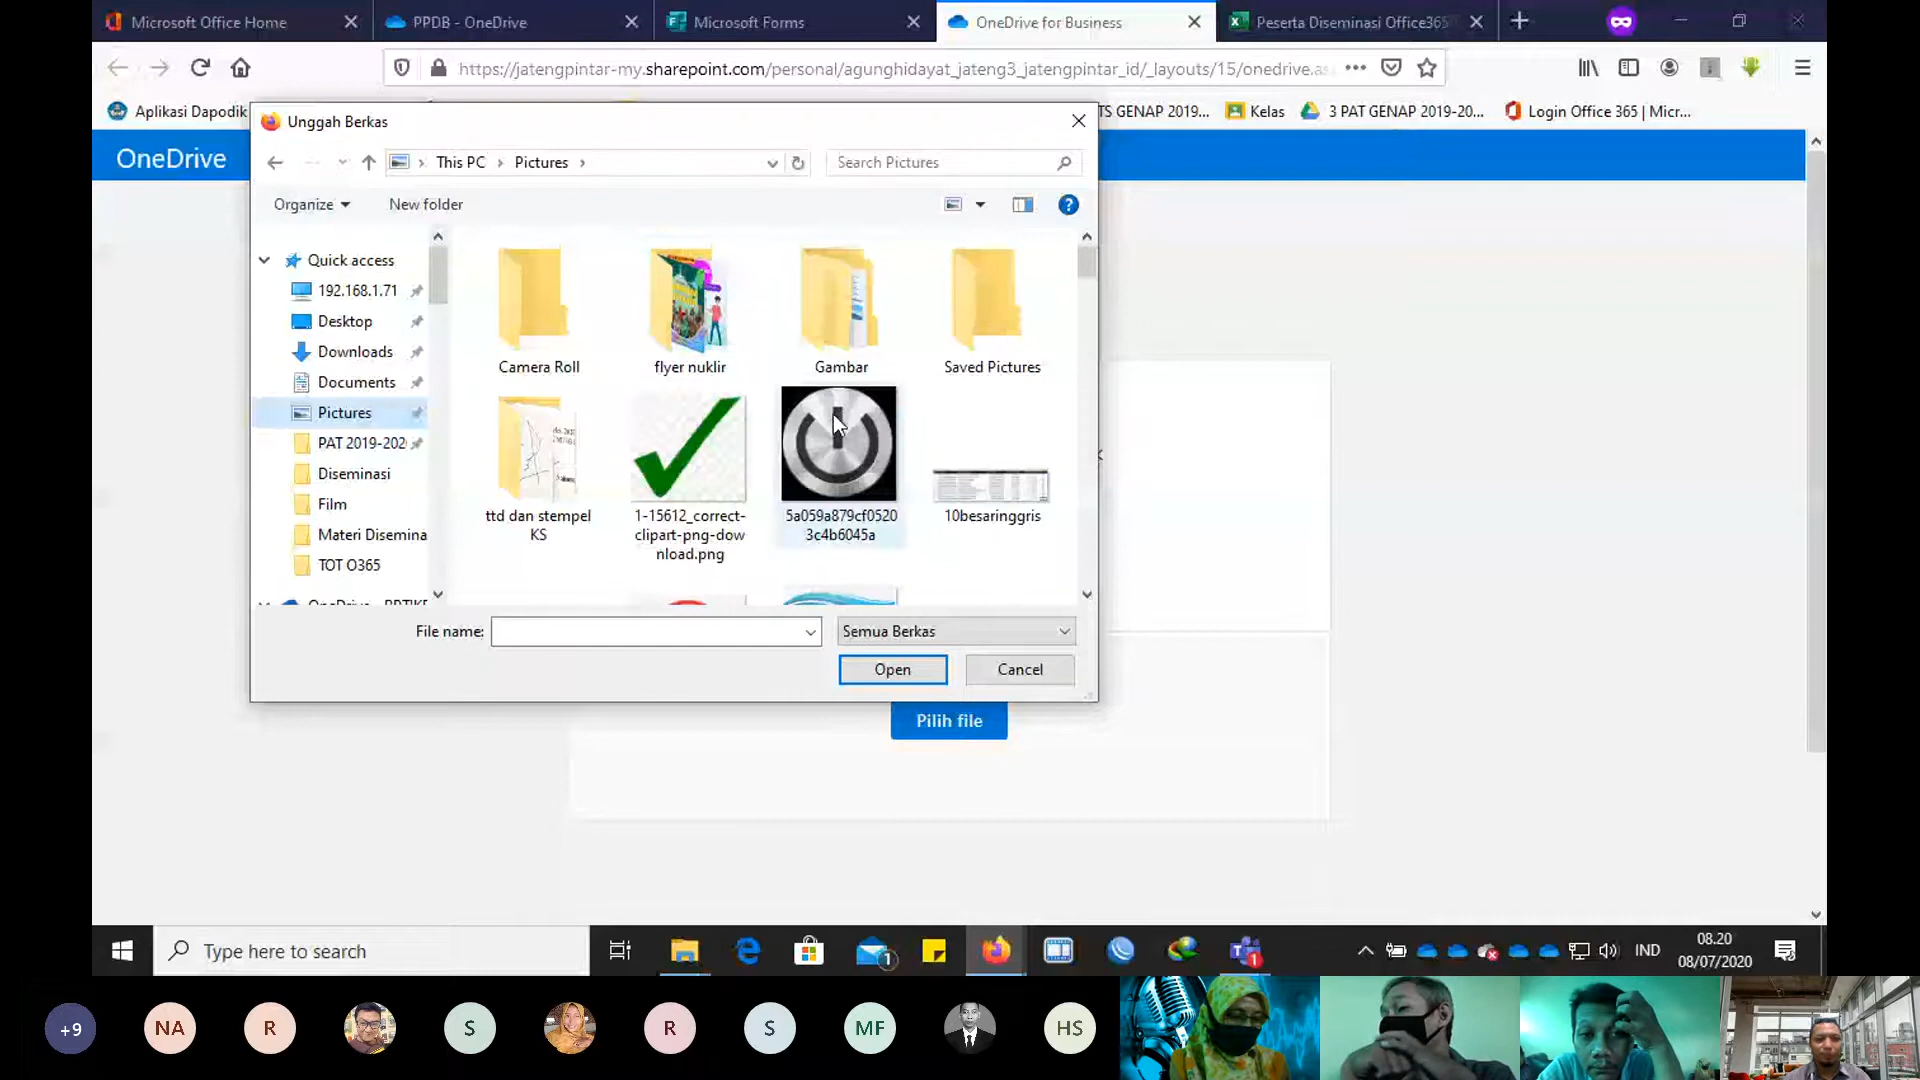 Microsoft Office Home
PPDB - OneDrive
Microsoft Forms
OneDrive for Business
Peserta Diseminasi Office365
https://jatengpintar-my.sharepoint.com/personal/agunghidayat_jateng3_jatengpintar_id/_layouts/15/onedrive.as
Aplikasi Dapodik
TS GENAP 2019...
Kelas
3 PAT GENAP 2019-20...
Login Office 365 | Micr...
OneDrive
Unggah Berkas
This PC
Pictures
Search Pictures
Organize
New folder
Quick access
192.168.1.71
Desktop
Downloads
Documents
Pictures
PAT 2019-202
Diseminasi
Film
Materi Disemina
TOT O365
Camera Roll
flyer nuklir
Gambar
Saved Pictures
ttd dan stempel
KS
1-15612_correct-
clipart-png-dow
nload.png
5a059a879cf0520
3c4b6045a
10besaringgris
File name:
Semua Berkas
Open
Cancel
Pilih file
Type here to search
1
1
IND
08.20
08/07/2020
+9
NA
R
S
R
S
MF
HS